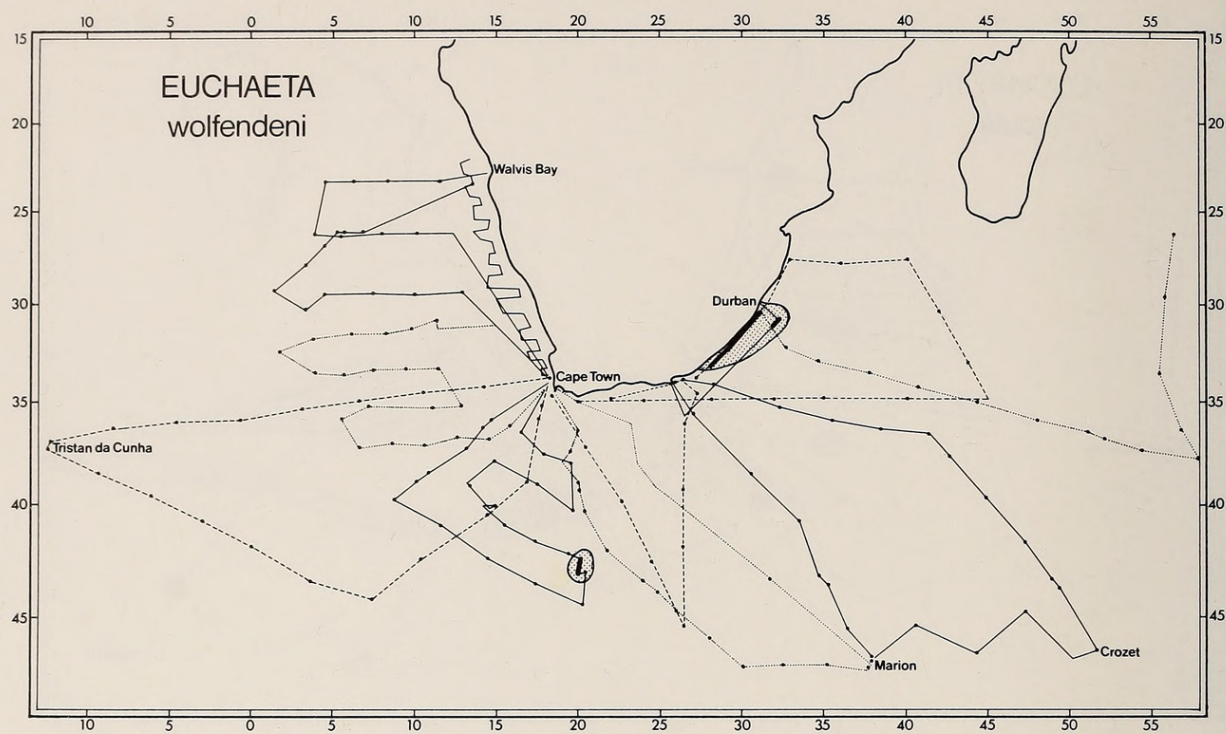 10 5 0 5 10 15 20 25 30 35 40 45 50 55
15 15
EUCHAETA
wolfendeni
20 20
Walvis Bay
25 25
Durban
30 30
Cape Town
35 35
Tristan da Cunha
40 40
45 45
Crozet
Marion
10 5 0 5 10 15 20 25 30 35 40 45 50 55